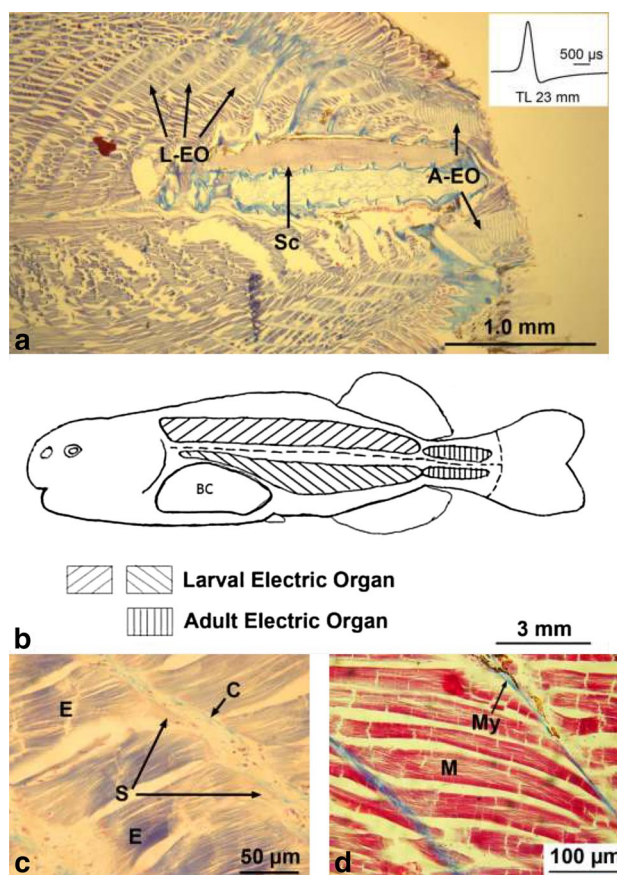 500 µs
TL 23 mm
L-EO
A-EO
Sc
1.0 mm
a
BC
Larval Electric Organ
Adult Electric Organ
b
3 mm
E
C
S
E
c
50 µm
My
M
d
100 µm